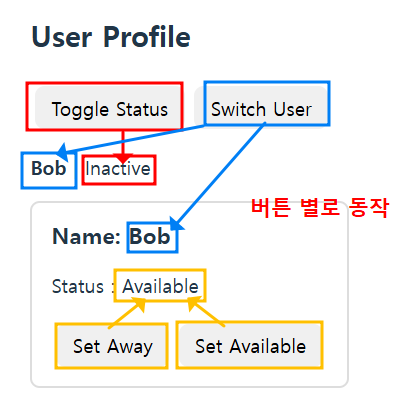 User Profile
Toggle Status Switch User
Bob Inactive
버튼 별로 동작
Name: Bob
Status : Available
Set Away Set Available